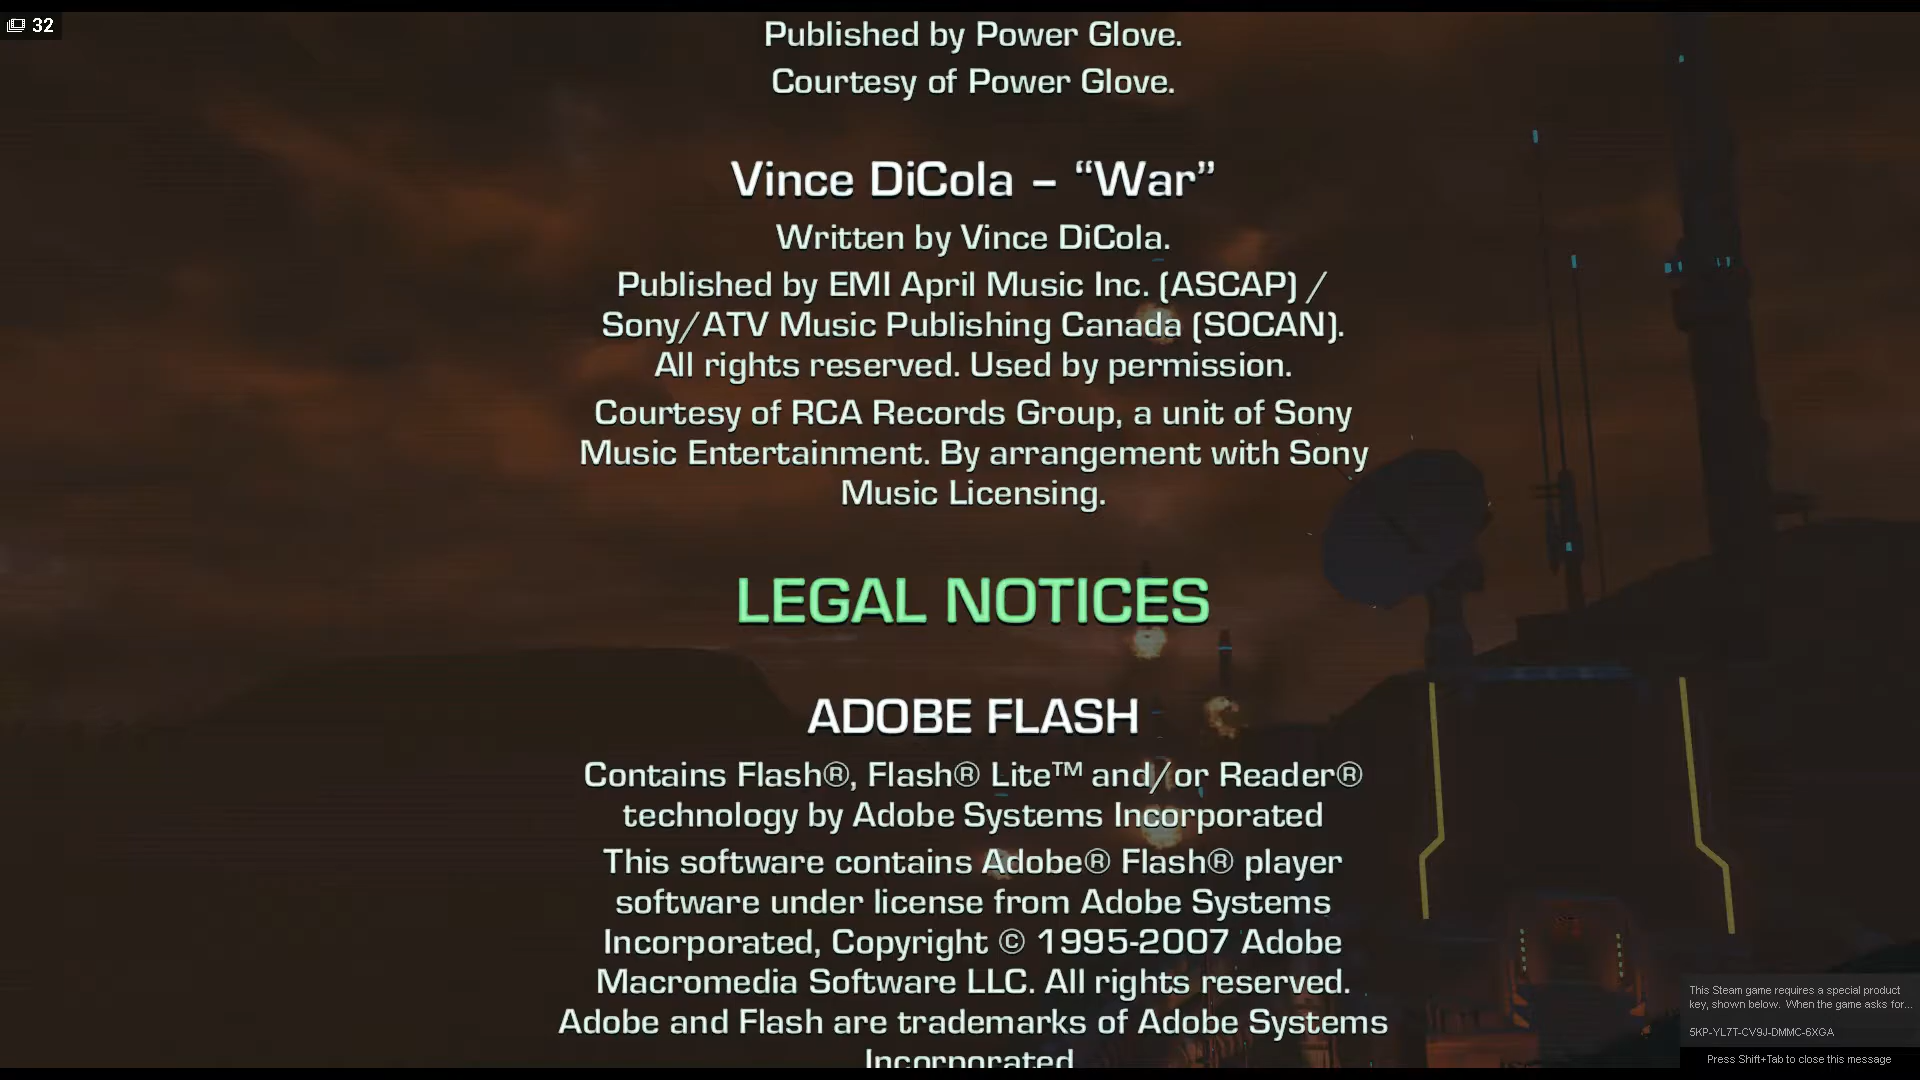 32
Published by Power Glove.
Courtesy of Power Glove.
Vince DiCola – “War”
Written by Vince DiCola.
Published by EMI April Music Inc. (ASCAP) /
Sony/ATV Music Publishing Canada (SOCAN).
All rights reserved. Used by permission.
Courtesy of RCA Records Group, a unit of Sony
Music Entertainment. By arrangement with Sony
Music Licensing.
LEGAL NOTICES
ADOBE FLASH
Contains Flash®, Flash® Lite™ and/or Reader®
technology by Adobe Systems Incorporated
This software contains Adobe® Flash® player
software under license from Adobe Systems
Incorporated, Copyright © 1995-2007 Adobe
Macromedia Software LLC. All rights reserved.
Adobe and Flash are trademarks of Adobe Systems
Incorporated
This Steam game requires a special product
key, shown below. When the game asks for...
5KP-YL7T-CV9J-DMMC-6XGA
Press Shift+Tab to close this message